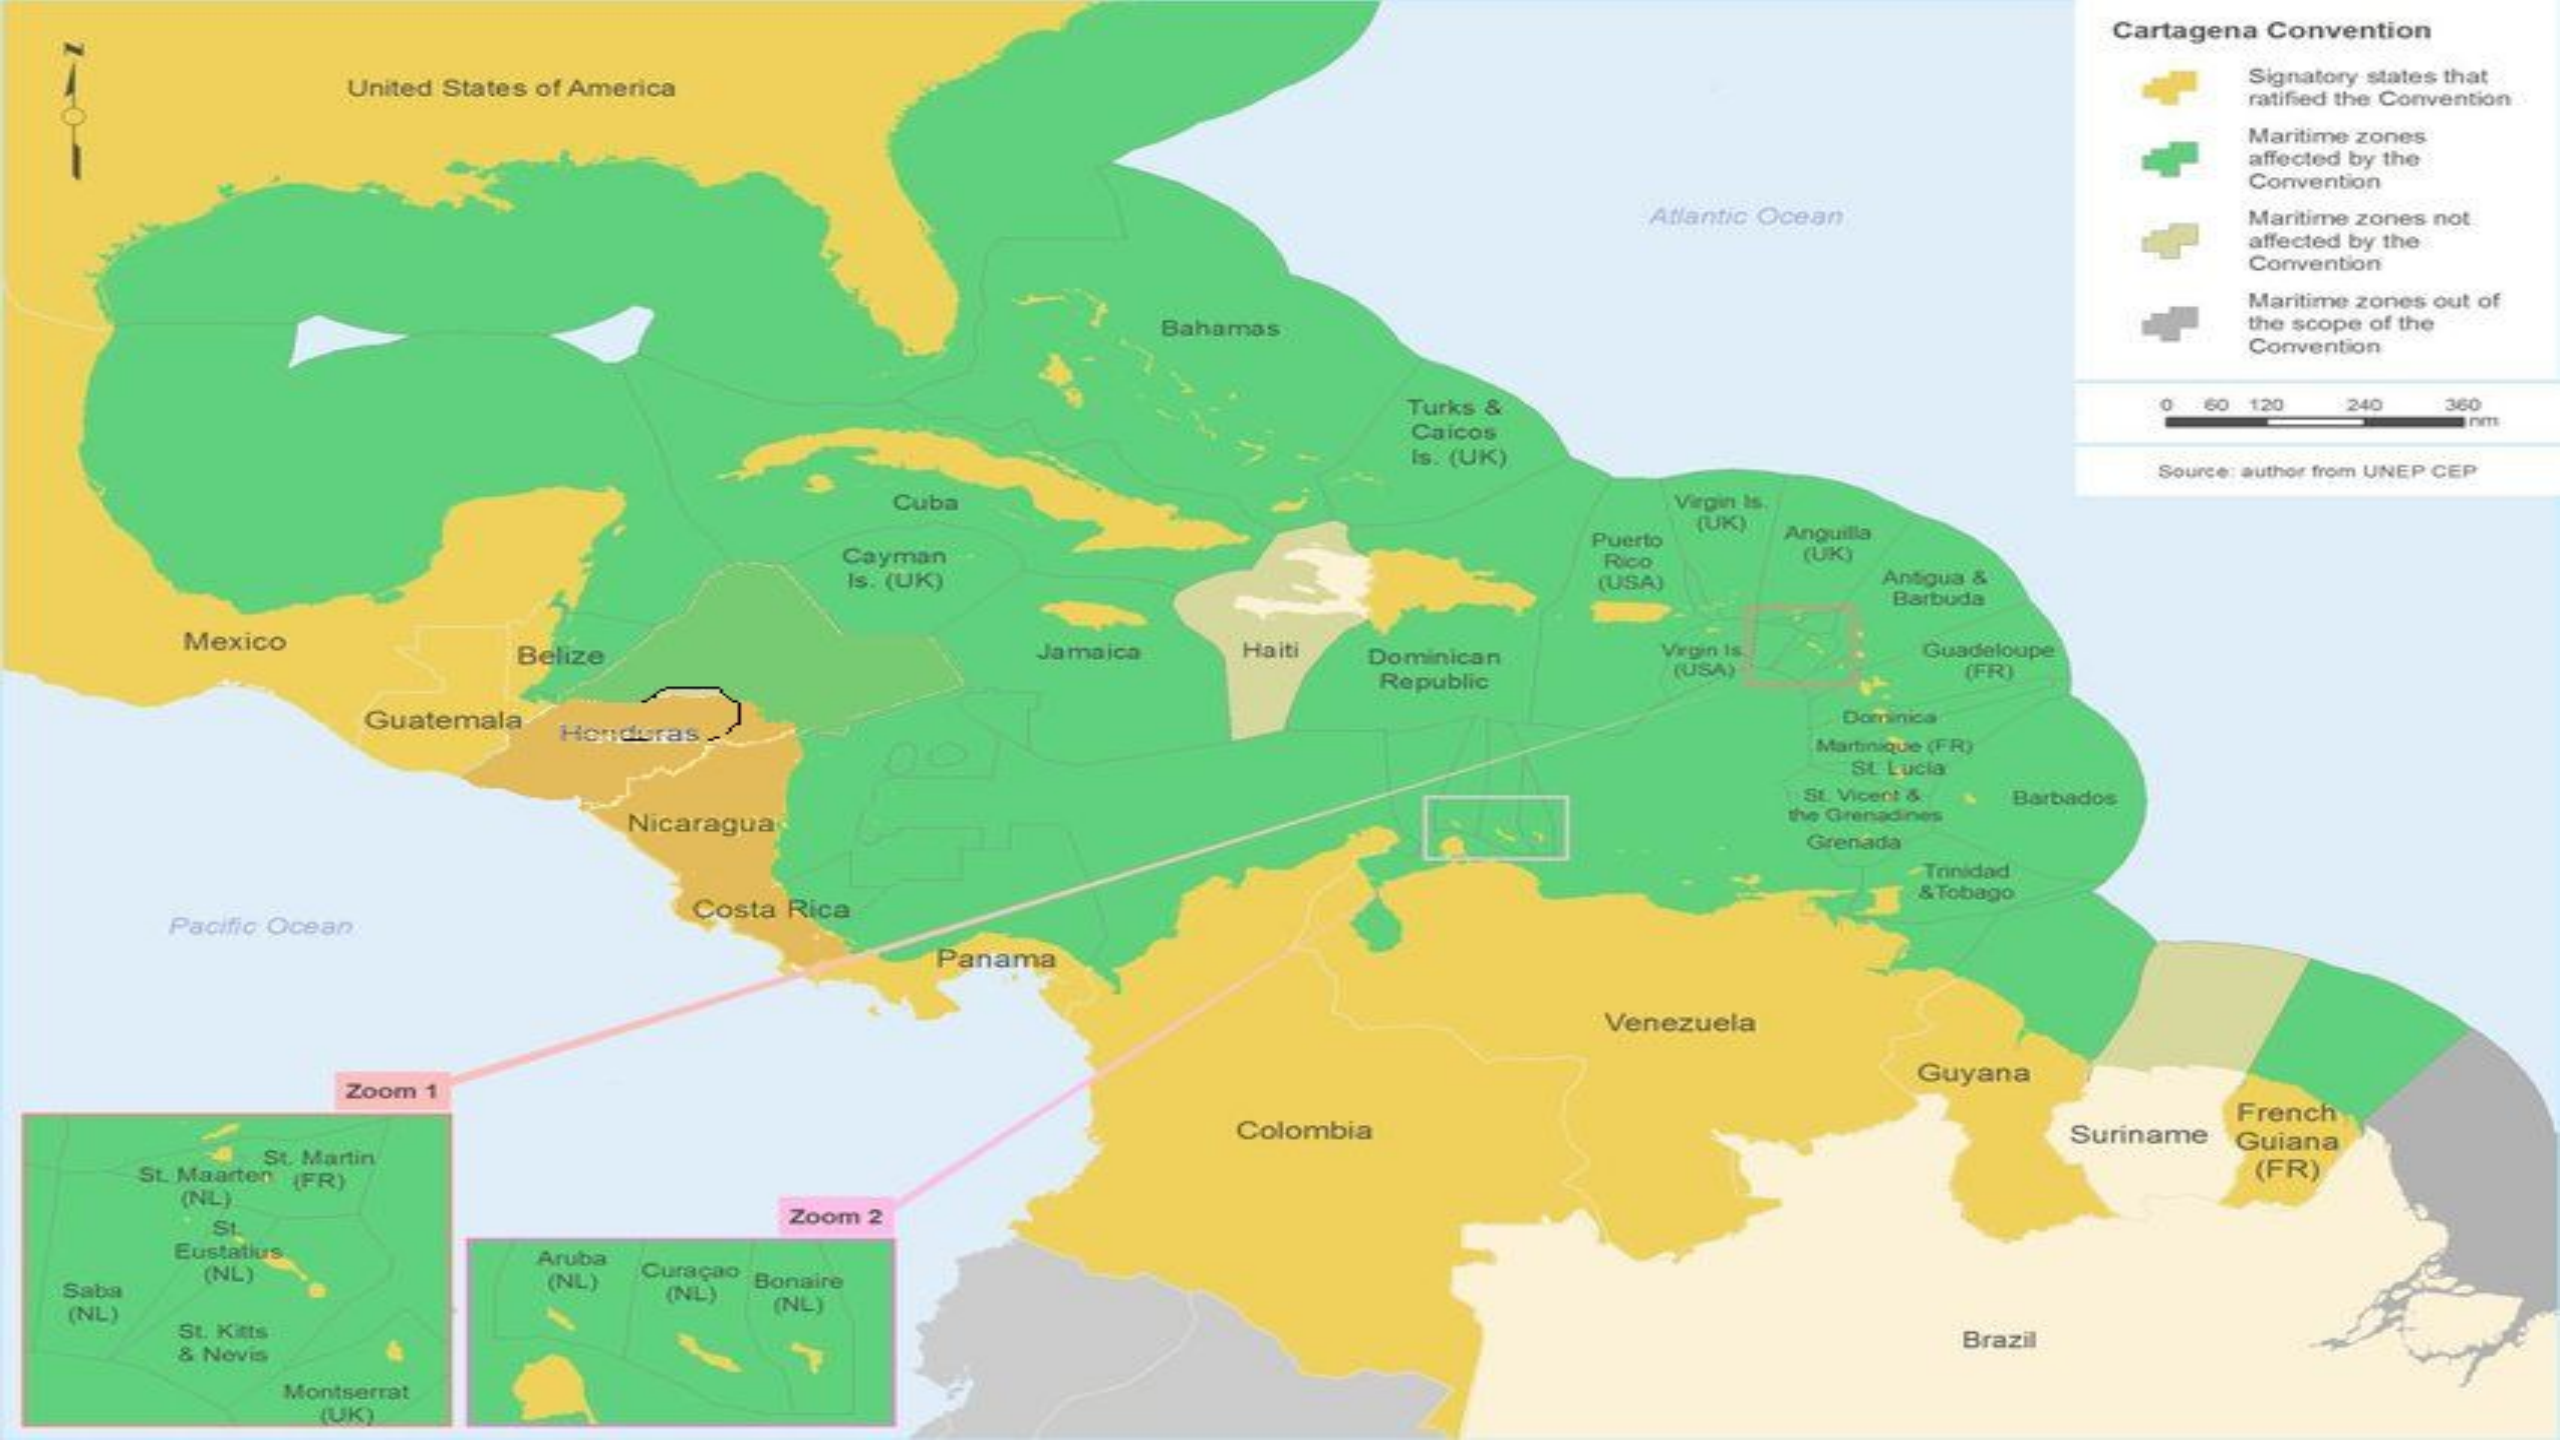 N
United States of America
Cartagena Convention
Signatory states that
ratified the Convention
Maritime zones
affected by the
Convention
Maritime zones not
affected by the
Convention
Maritime zones out of
the scope of the
Convention
0 60 120 240 360
nm
Source: author from UNEP CEP
Atlantic Ocean
Bahamas
Turks &
Caicos
Is. (UK)
Cuba
Cayman
Is. (UK)
Virgin Is.
(UK)
Puerto
Rico
(USA)
Anguilla
(UK)
Antigua &
Barbuda
Mexico
Belize
Jamaica
Haiti
Dominican
Republic
Virgin Is.
(USA)
Guadeloupe
(FR)
Guatemala
Honduras
Dominica
Martinique (FR)
St. Lucia
St. Vicent &
the Grenadines
Barbados
Grenada
Nicaragua
Trinidad
&Tobago
Costa Rica
Pacific Ocean
Panama
Venezuela
Guyana
Colombia
Suriname
French
Guiana
(FR)
Brazil
Zoom 1
St. Martin
(FR)
St. Maarten
(NL)
St.
Eustatius
(NL)
Saba
(NL)
St. Kitts
& Nevis
Montserrat
(UK)
Zoom 2
Aruba
(NL)
Curaçao
(NL)
Bonaire
(NL)